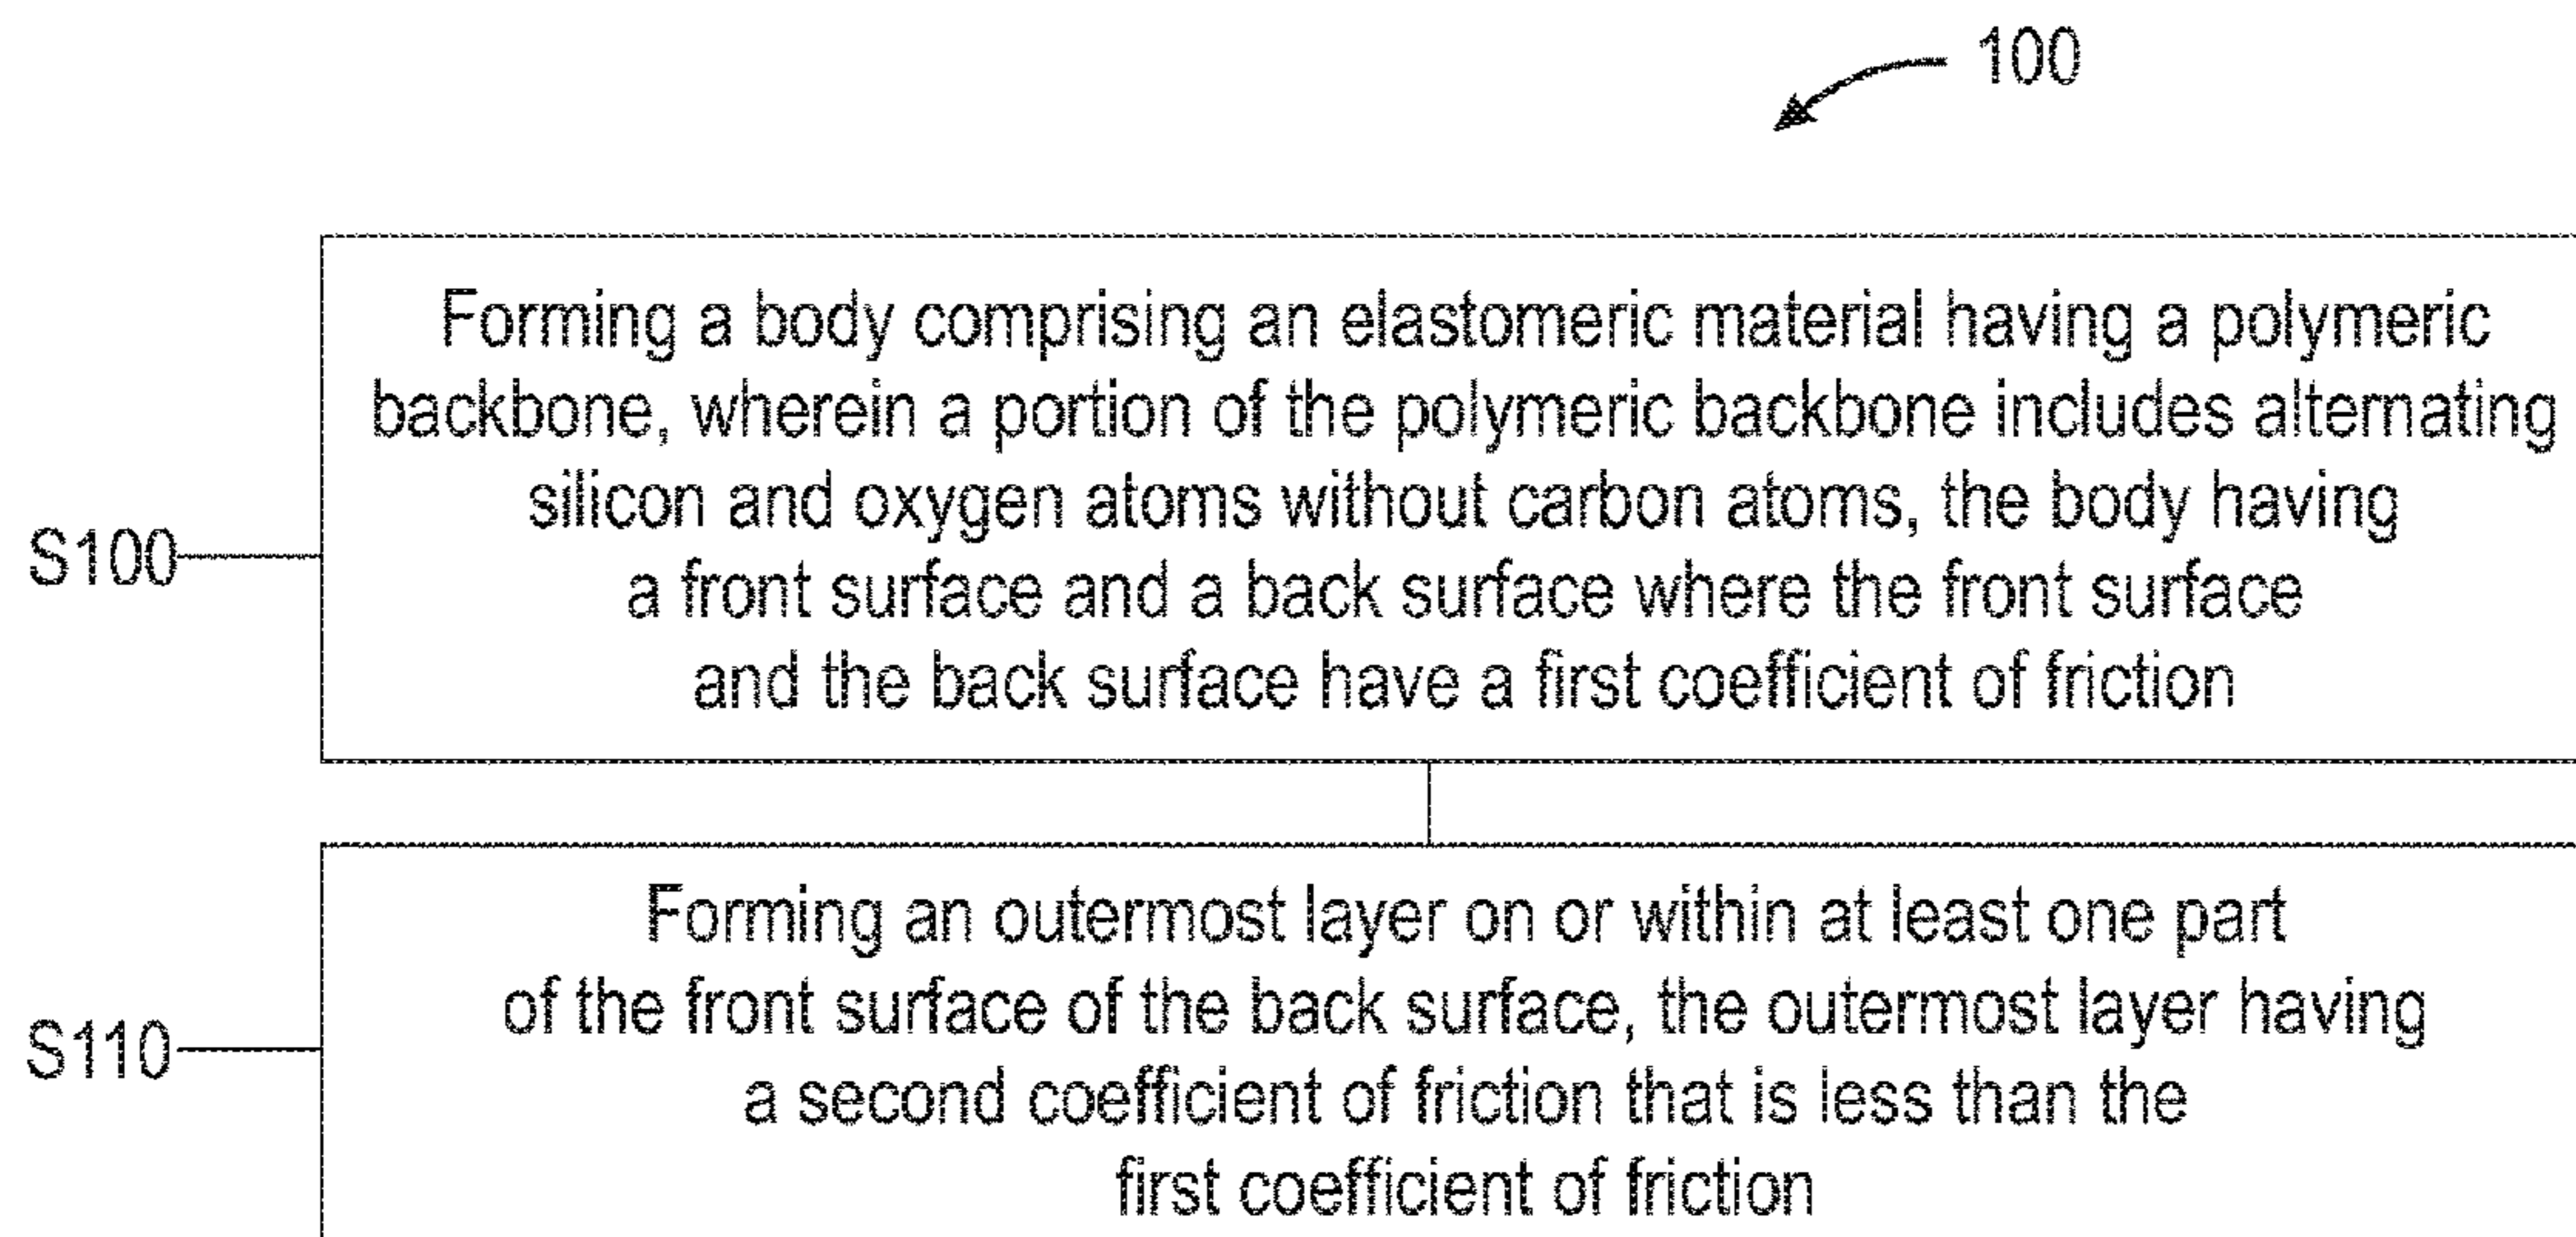 100
Forming a body comprising an elastomeric material having a polymeric
backbone, wherein a portion of the polymeric backbone includes alternating
silicon and oxygen atoms without carbon atoms, the body having
a front surface and a back surface where the front surface
and the back surface have a first coefficient of friction
S100
Forming an outermost layer on or within at least one part
of the front surface of the back surface, the outermost layer having
a second coefficient of friction that is less than the
first coefficient of friction
S110